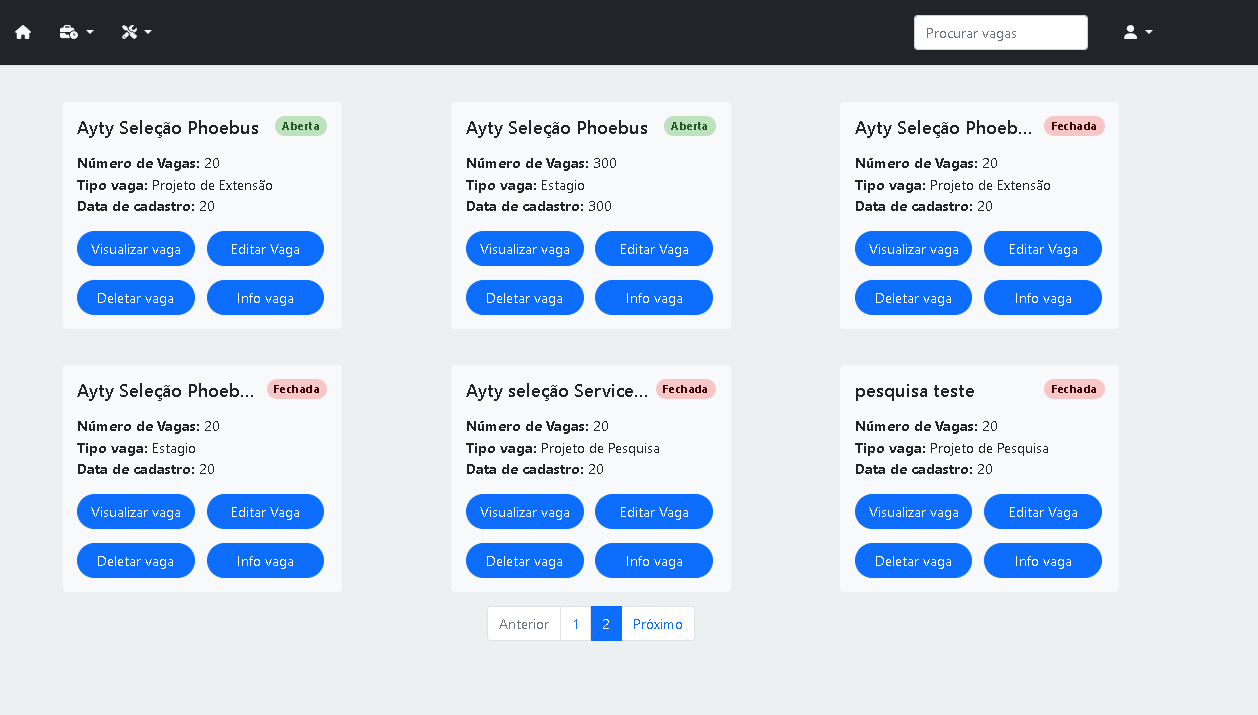 Procurar vagas
Ayty Seleção Phoebus Aberta
Número de Vagas: 20
Tipo vaga: Projeto de Extensão
Data de cadastro: 20
Visualizar vaga Editar Vaga
Deletar vaga Info vaga
Ayty Seleção Phoebus Aberta
Número de Vagas: 300
Tipo vaga: Estagio
Data de cadastro: 300
Visualizar vaga Editar Vaga
Deletar vaga Info vaga
Ayty Seleção Phoeb... Fechada
Número de Vagas: 20
Tipo vaga: Projeto de Extensão
Data de cadastro: 20
Visualizar vaga Editar Vaga
Deletar vaga Info vaga
Ayty Seleção Phoeb... Fechada
Número de Vagas: 20
Tipo vaga: Estagio
Data de cadastro: 20
Visualizar vaga Editar Vaga
Deletar vaga Info vaga
Ayty seleção Service... Fechada
Número de Vagas: 20
Tipo vaga: Projeto de Pesquisa
Data de cadastro: 20
Visualizar vaga Editar Vaga
Deletar vaga Info vaga
pesquisa teste Fechada
Número de Vagas: 20
Tipo vaga: Projeto de Pesquisa
Data de cadastro: 20
Visualizar vaga Editar Vaga
Deletar vaga Info vaga
Anterior 1 2 Próximo